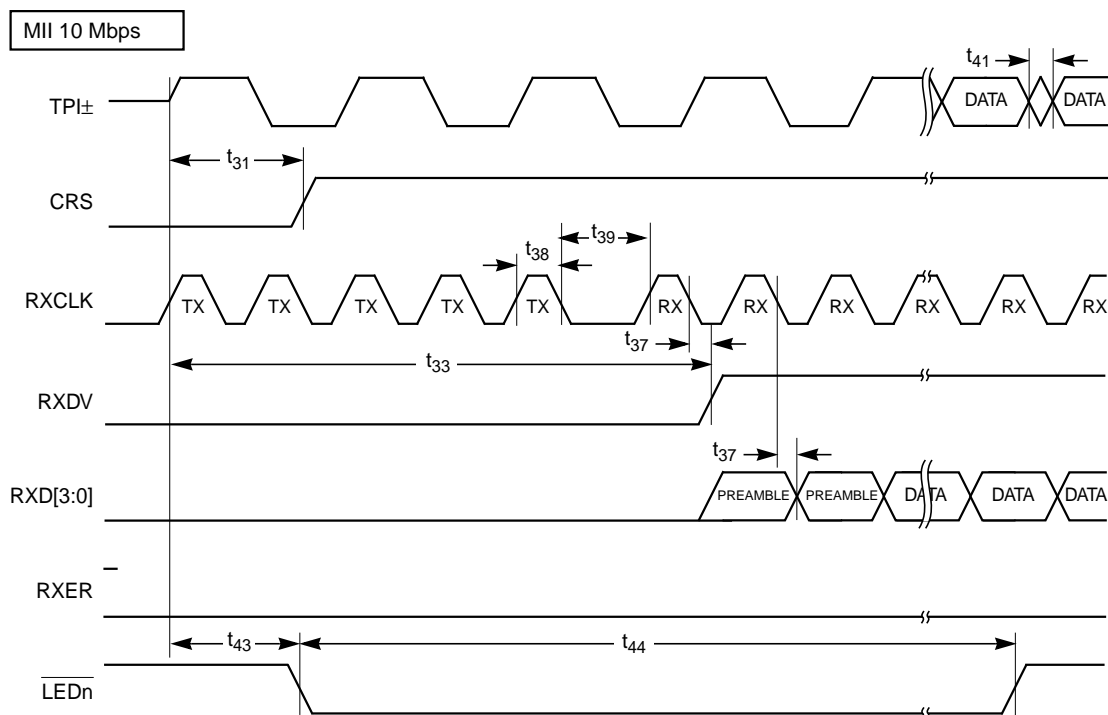 MII 10 Mbps
t41
TPI±
DATA
DATA
t31
CRS
t38
t39
RXCLK
TX
TX
TX
TX
TX
RX
RX
RX
RX
RX
RX
t37
t33
RXDV
t37
RXD[3:0]
PREAMBLE
PREAMBLE
DATA
DATA
DATA
RXER
t43
t44
LEDn